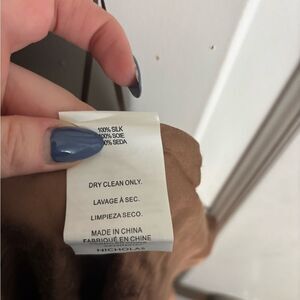 100% SILK
100% SOIE
100% SEDA
DRY CLEAN ONLY.
LAVAGE À SEC.
LIMPIEZA SECO.
MADE IN CHINA
FABRIQUÉ EN CHINE
NICHOLAS